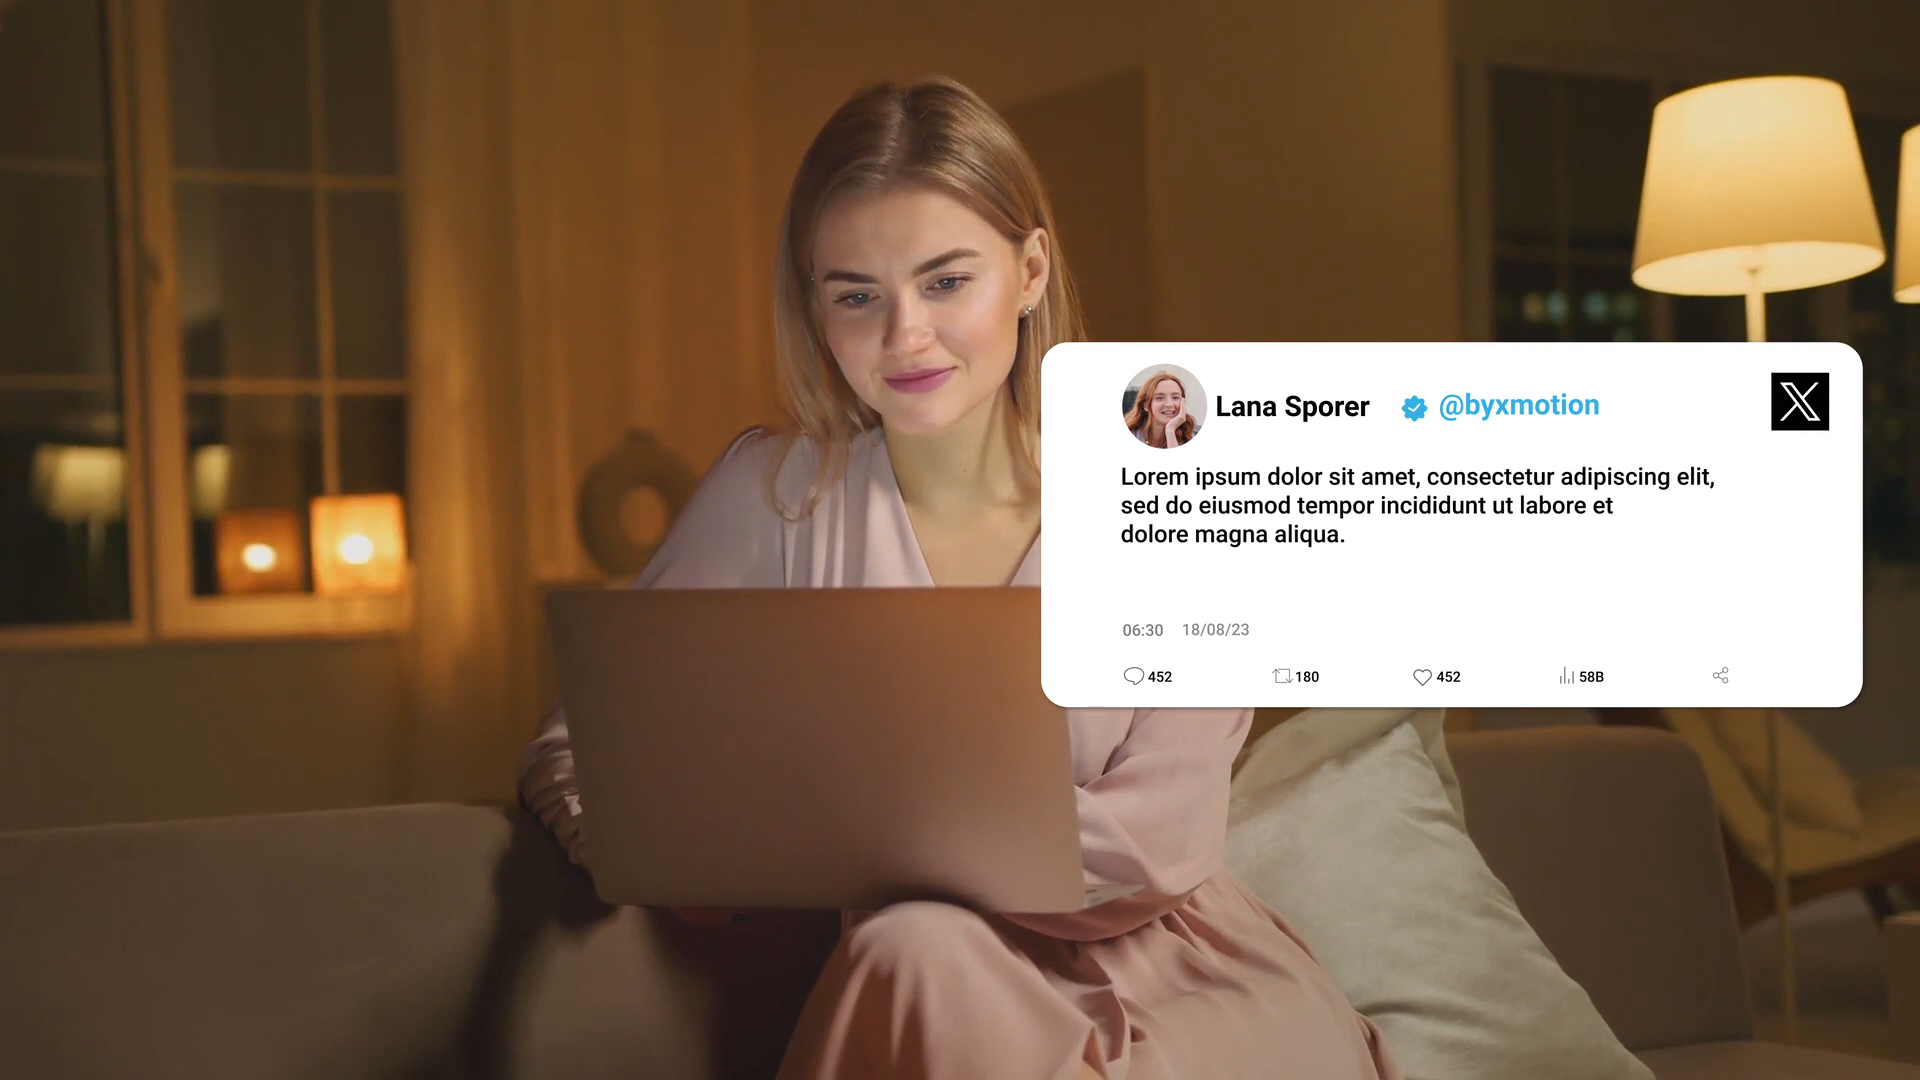 Lana Sporer @byxmotion
Lorem ipsum dolor sit amet, consectetur adipiscing elit,
sed do eiusmod tempor incididunt ut labore et
dolore magna aliqua.
06:30 18/08/23
452 180 452 58B